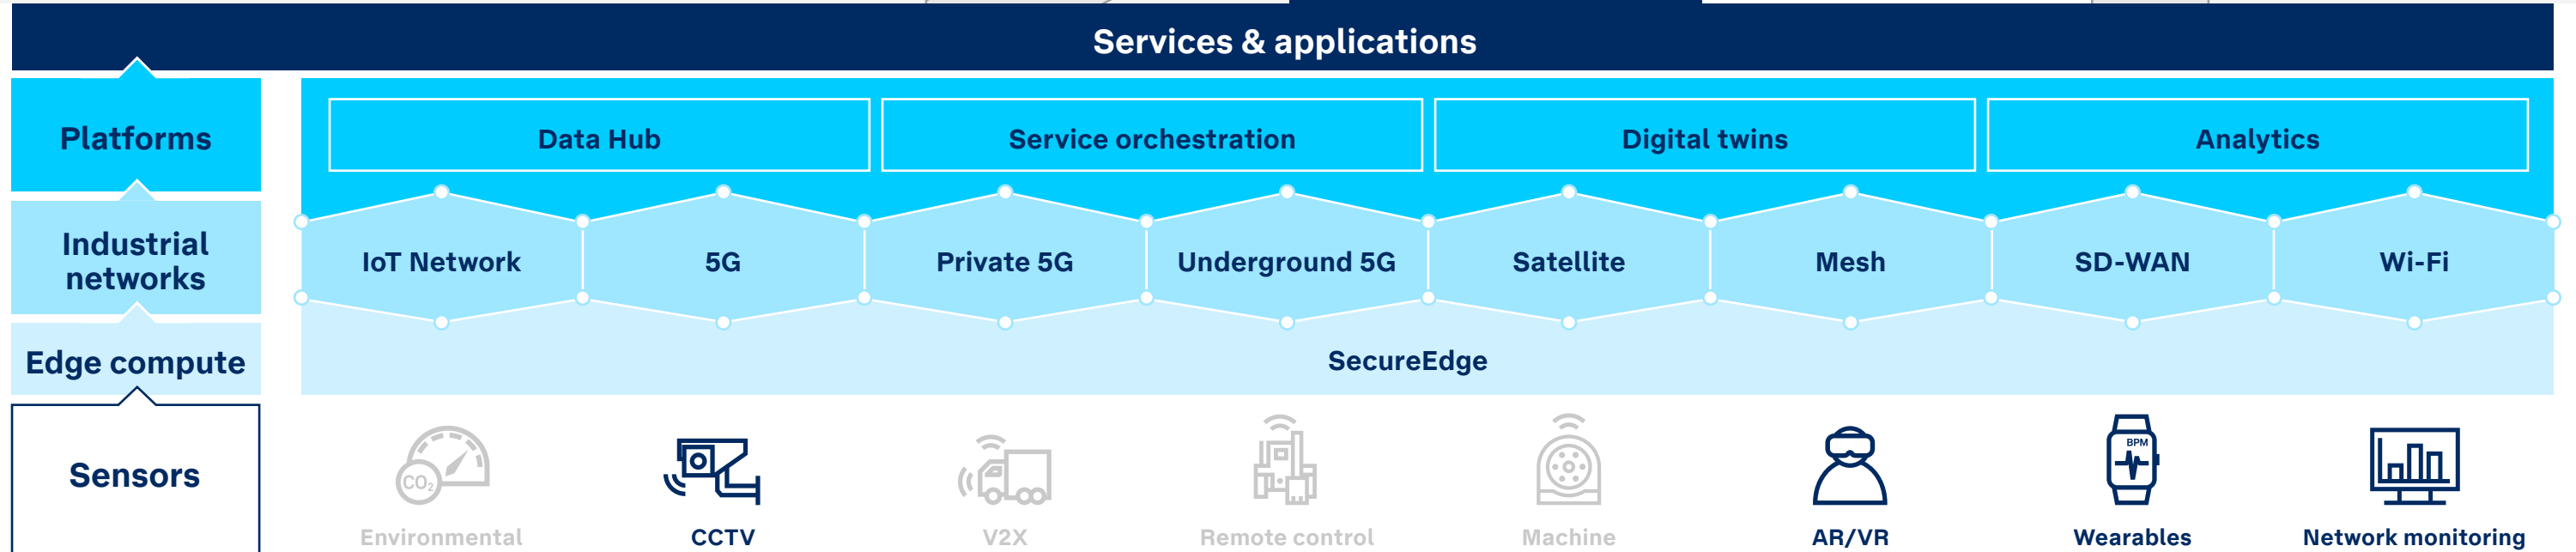 Services & applications
Platforms
Data Hub
Service orchestration
Digital twins
Analytics
Industrial
networks
IoT Network
5G
Private 5G
Underground 5G
Satellite
Mesh
SD-WAN
Wi-Fi
Edge compute
SecureEdge
Sensors
CO₂
BPM
Environmental
CCTV
V2X
Remote control
Machine
AR/VR
Wearables
Network monitoring